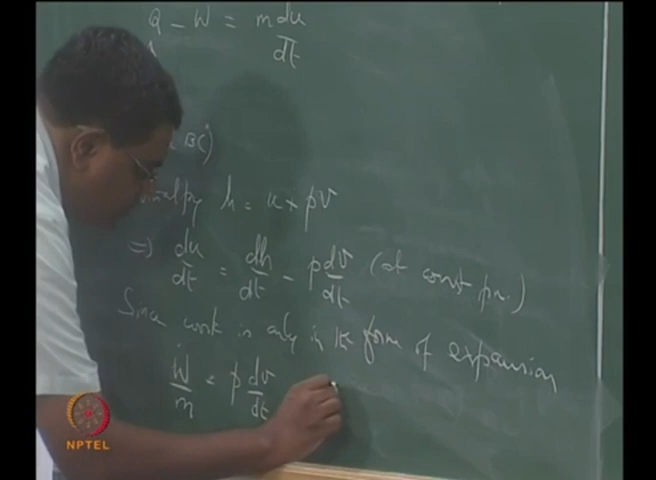 Q - W = m du/dt
BC)
h = u + pv
=> du/dt = dh/dt - p dv/dt (at const pr.)
Since work is only in the form of expansion
Ẇ/m = p dv/dt
NPTEL